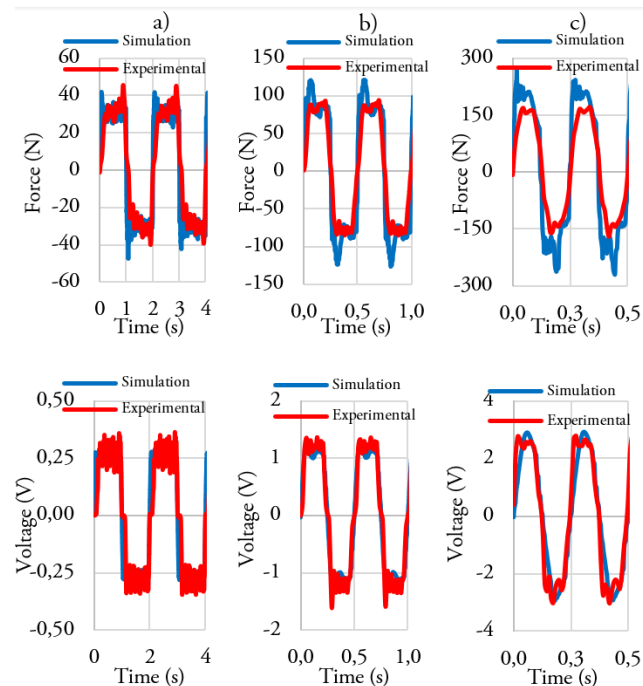 a)
b)
c)
Simulation
Experimental
60
40
20
0
-20
-40
-60
Force (N)
0 1 2 3 4
Time (s)
Simulation
Experimental
150
100
50
0
-50
-100
-150
Force (N)
0,0 0,5 1,0
Time (s)
Simulation
Experimental
300
150
0
-150
-300
Force (N)
0,0 0,3 0,5
Time (s)
Simulation
Experimental
0,50
0,25
0,00
-0,25
-0,50
Voltage (V)
0 2 4
Time (s)
Simulation
Experimental
2
1
0
-1
-2
Voltage (V)
0,0 0,5 1,0
Time (s)
Simulation
Experimental
4
2
0
-2
-4
Voltage (V)
0,0 0,3 0,5
Time (s)